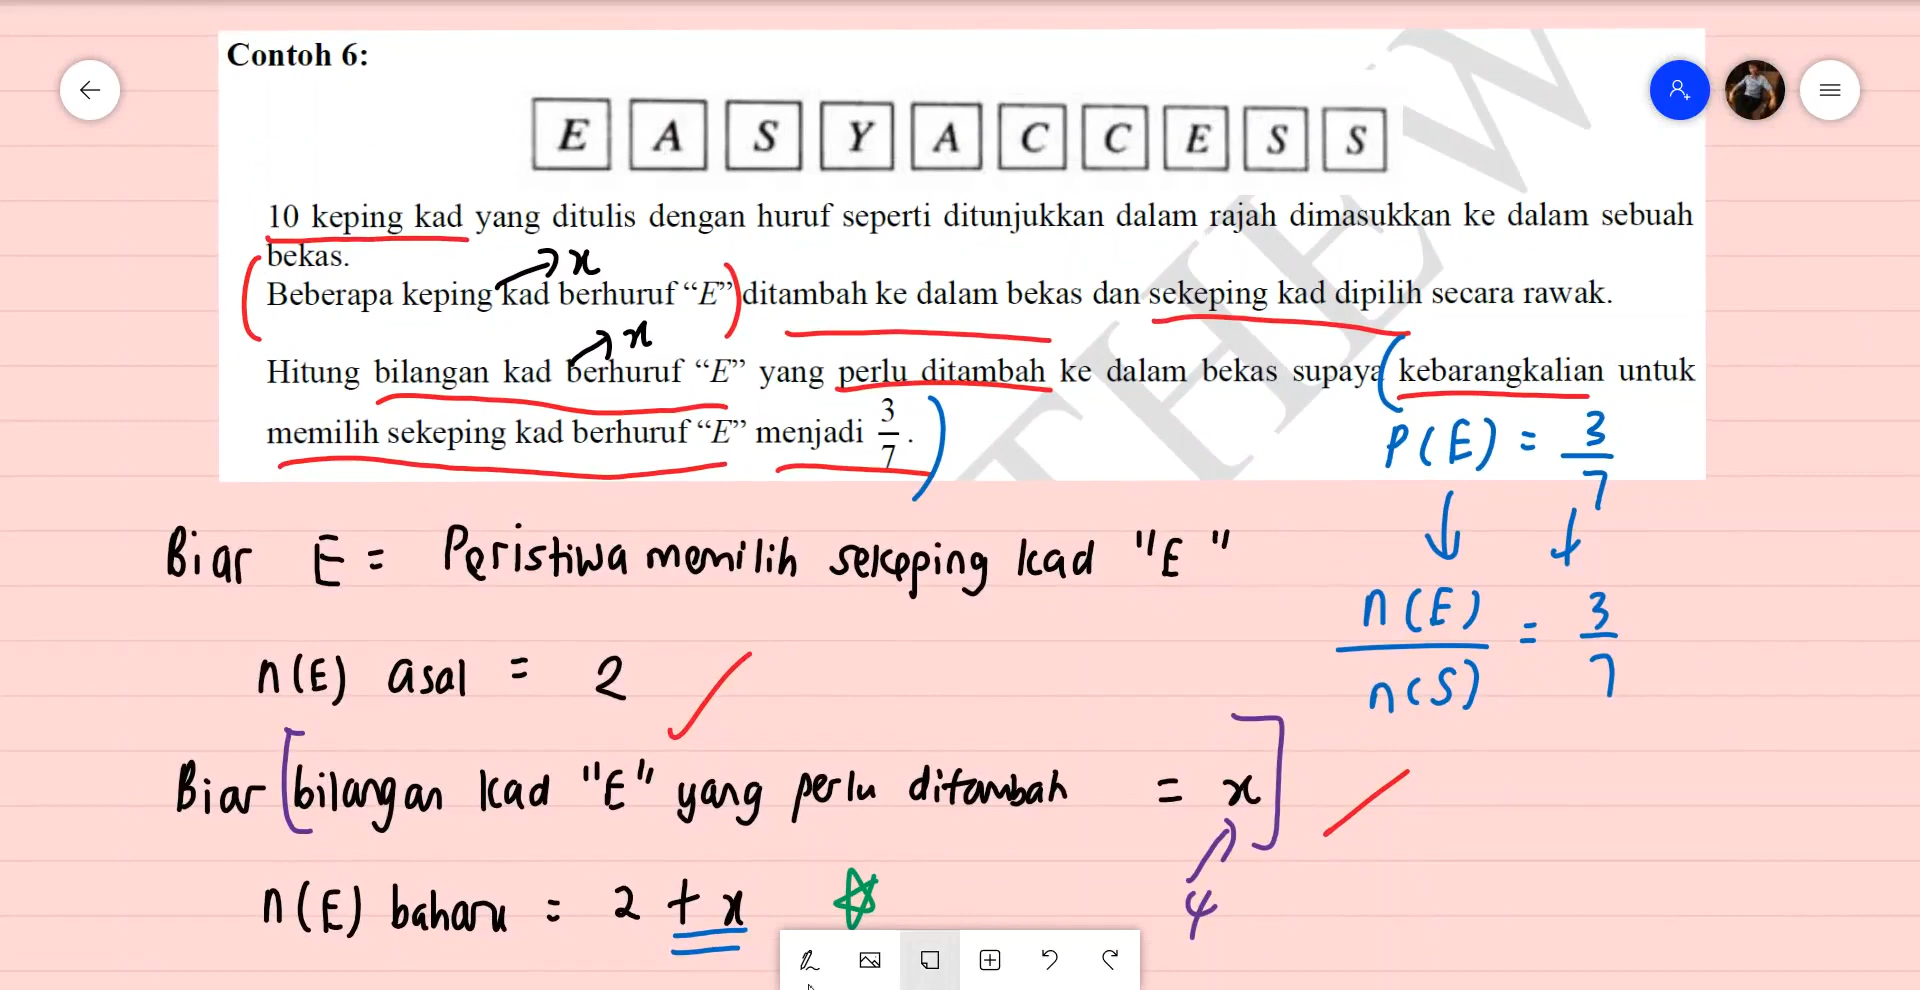 Contoh 6:
E A S Y A C C E S S
10 keping kad yang ditulis dengan huruf seperti ditunjukkan dalam rajah dimasukkan ke dalam sebuah
bekas.
x
Beberapa keping kad berhuruf “E” ditambah ke dalam bekas dan sekeping kad dipilih secara rawak.
x
Hitung bilangan kad berhuruf “E” yang perlu ditambah ke dalam bekas supaya kebarangkalian untuk
memilih sekeping kad berhuruf “E” menjadi 3/7.
P(E) = 3/7
Biar E = Peristiwa memilih sekeping kad "E"
n(E)/n(S) = 3/7
n(E) asal = 2
Biar [bilangan kad "E" yang perlu ditambah = x]
4
n(E) baharu = 2 + x
THEW